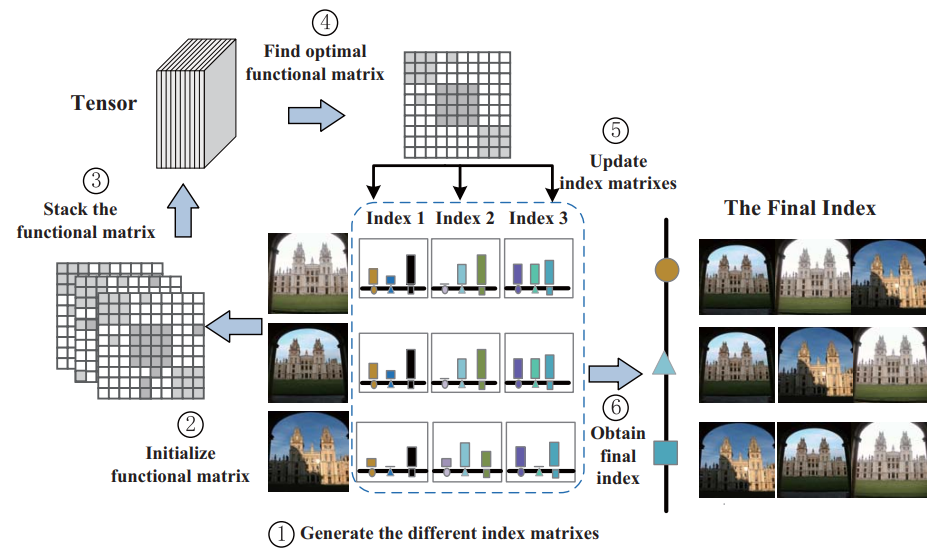 ④
Find optimal
functional matrix
Tensor
⑤
Update
index matrixes
③
Stack the
functional matrix
Index 1 Index 2 Index 3
The Final Index
②
Initialize
functional matrix
⑥
Obtain
final
index
① Generate the different index matrixes